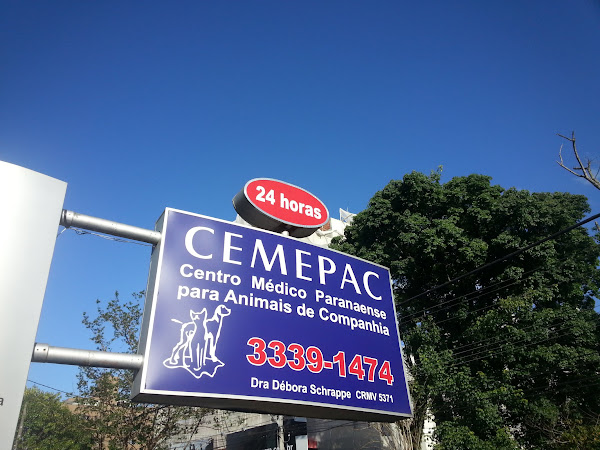 24 horas
CEMEPAC
Centro Médico Paranaense
para Animais de Companhia
3339-1474
Dra Débora Schrappe CRMV 5371